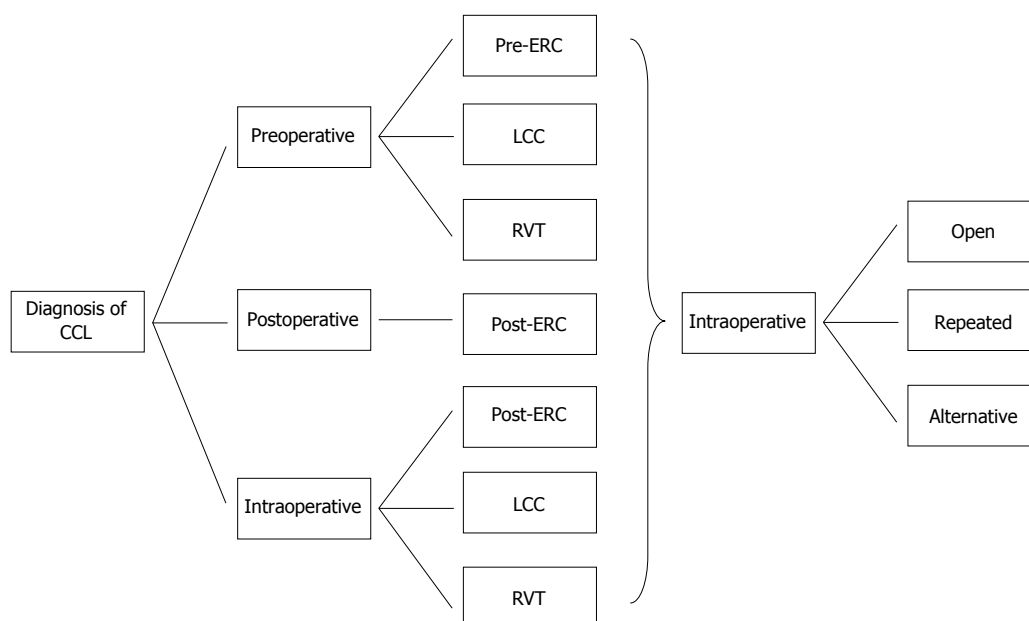 Diagnosis of
CCL
Preoperative
Postoperative
Intraoperative
Pre-ERC
LCC
RVT
Post-ERC
Post-ERC
LCC
RVT
Intraoperative
Open
Repeated
Alternative